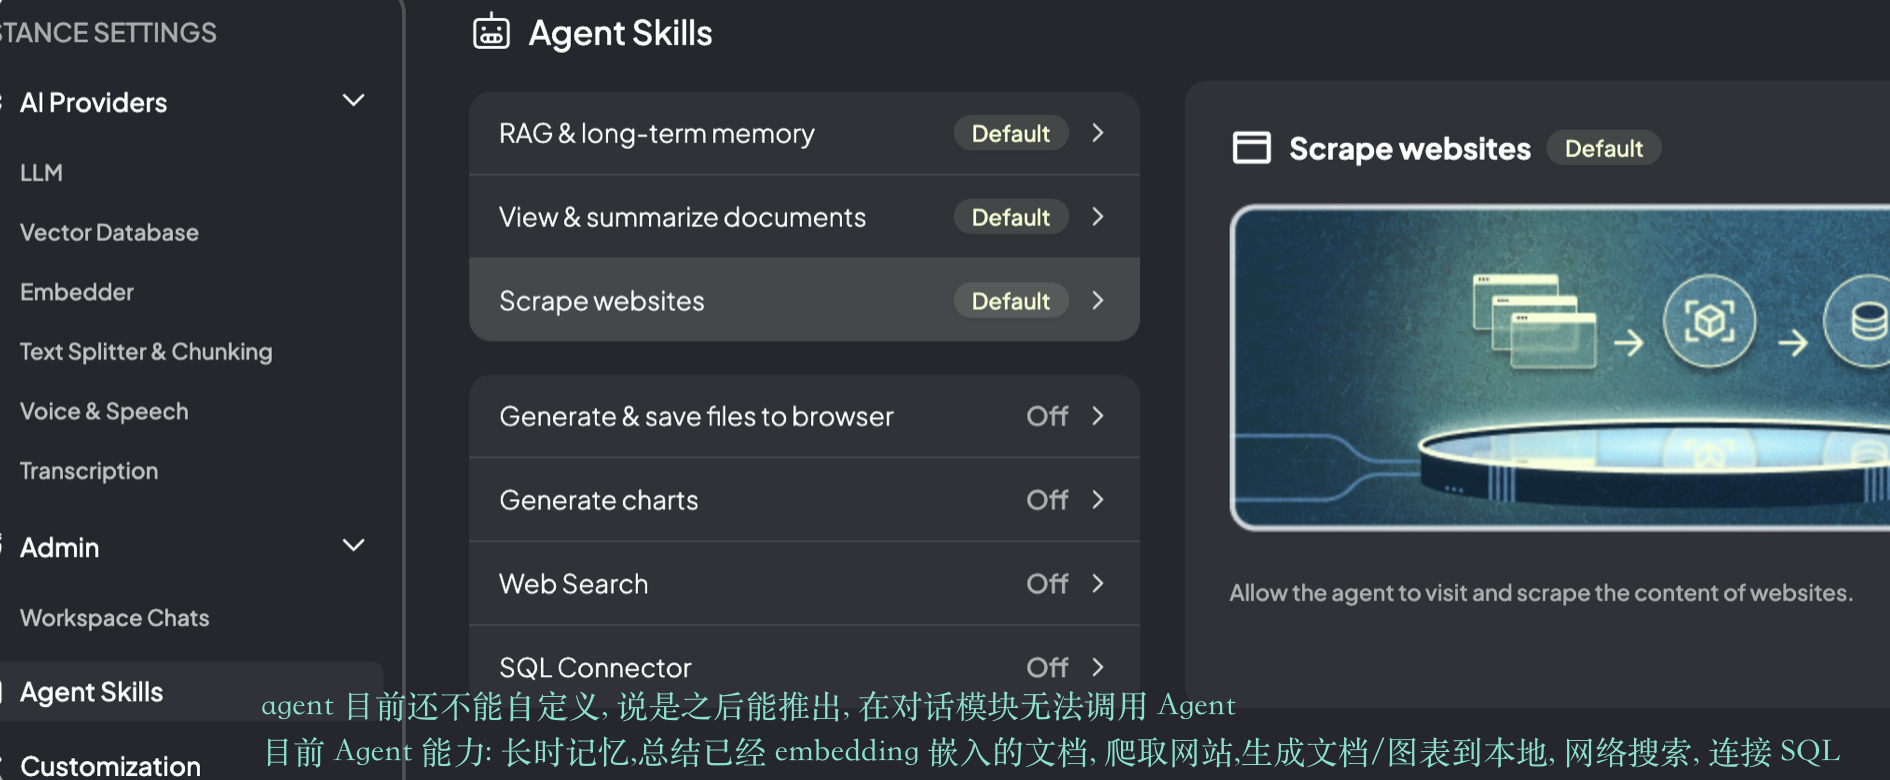 STANCE SETTINGS
AI Providers
LLM
Vector Database
Embedder
Text Splitter & Chunking
Voice & Speech
Transcription
Admin
Workspace Chats
Agent Skills
Customization
Agent Skills
RAG & long-term memory Default
View & summarize documents Default
Scrape websites Default
Generate & save files to browser Off
Generate charts Off
Web Search Off
SQL Connector Off
Scrape websites Default
Allow the agent to visit and scrape the content of websites.
agent 目前还不能自定义, 说是之后能推出, 在对话模块无法调用 Agent
目前 Agent 能力: 长时记忆,总结已经 embedding 嵌入的文档, 爬取网站,生成文档/图表到本地, 网络搜索, 连接 SQL